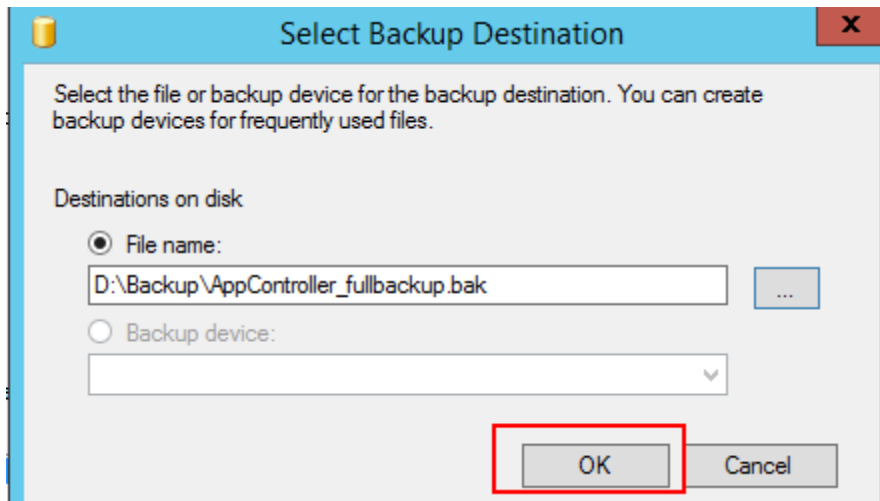 Select Backup Destination
x
Select the file or backup device for the backup destination. You can create
backup devices for frequently used files.
Destinations on disk
File name:
D:\Backup\AppController_fullbackup.bak
...
Backup device:
OK
Cancel